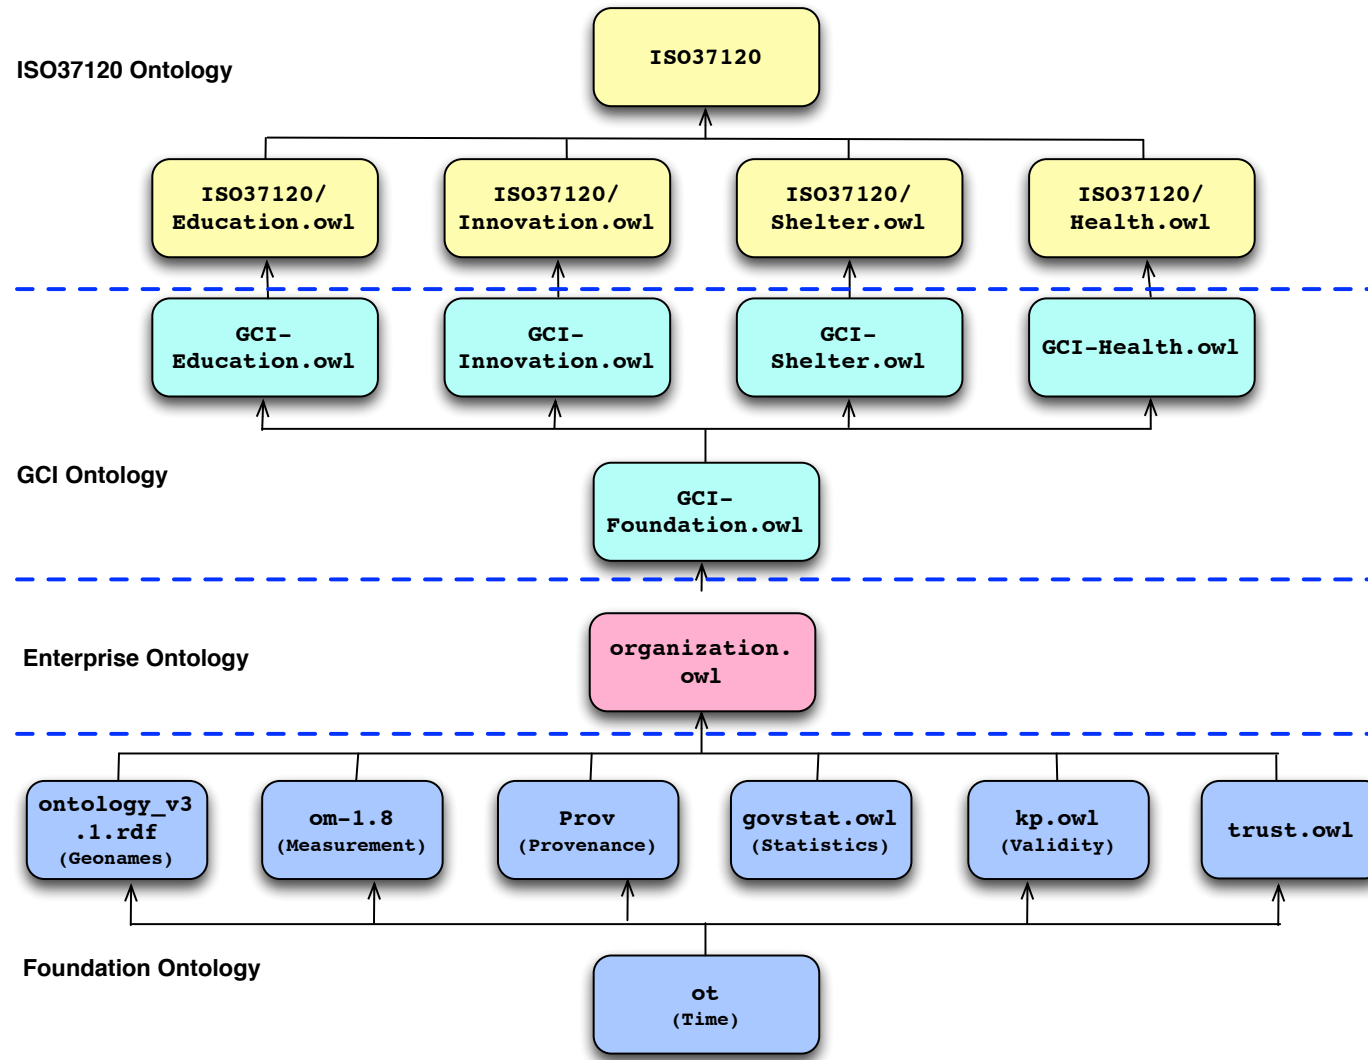 ISO37120
ISO37120 Ontology
ISO37120/
Education.owl
ISO37120/
Innovation.owl
ISO37120/
Shelter.owl
ISO37120/
Health.owl
GCI-
Education.owl
GCI-
Innovation.owl
GCI-
Shelter.owl
GCI-Health.owl
GCI Ontology
GCI-
Foundation.owl
Enterprise Ontology
organization.
owl
ontology_v3
.1.rdf
(Geonames)
om-1.8
(Measurement)
Prov
(Provenance)
govstat.owl
(Statistics)
kp.owl
(Validity)
trust.owl
Foundation Ontology
ot
(Time)